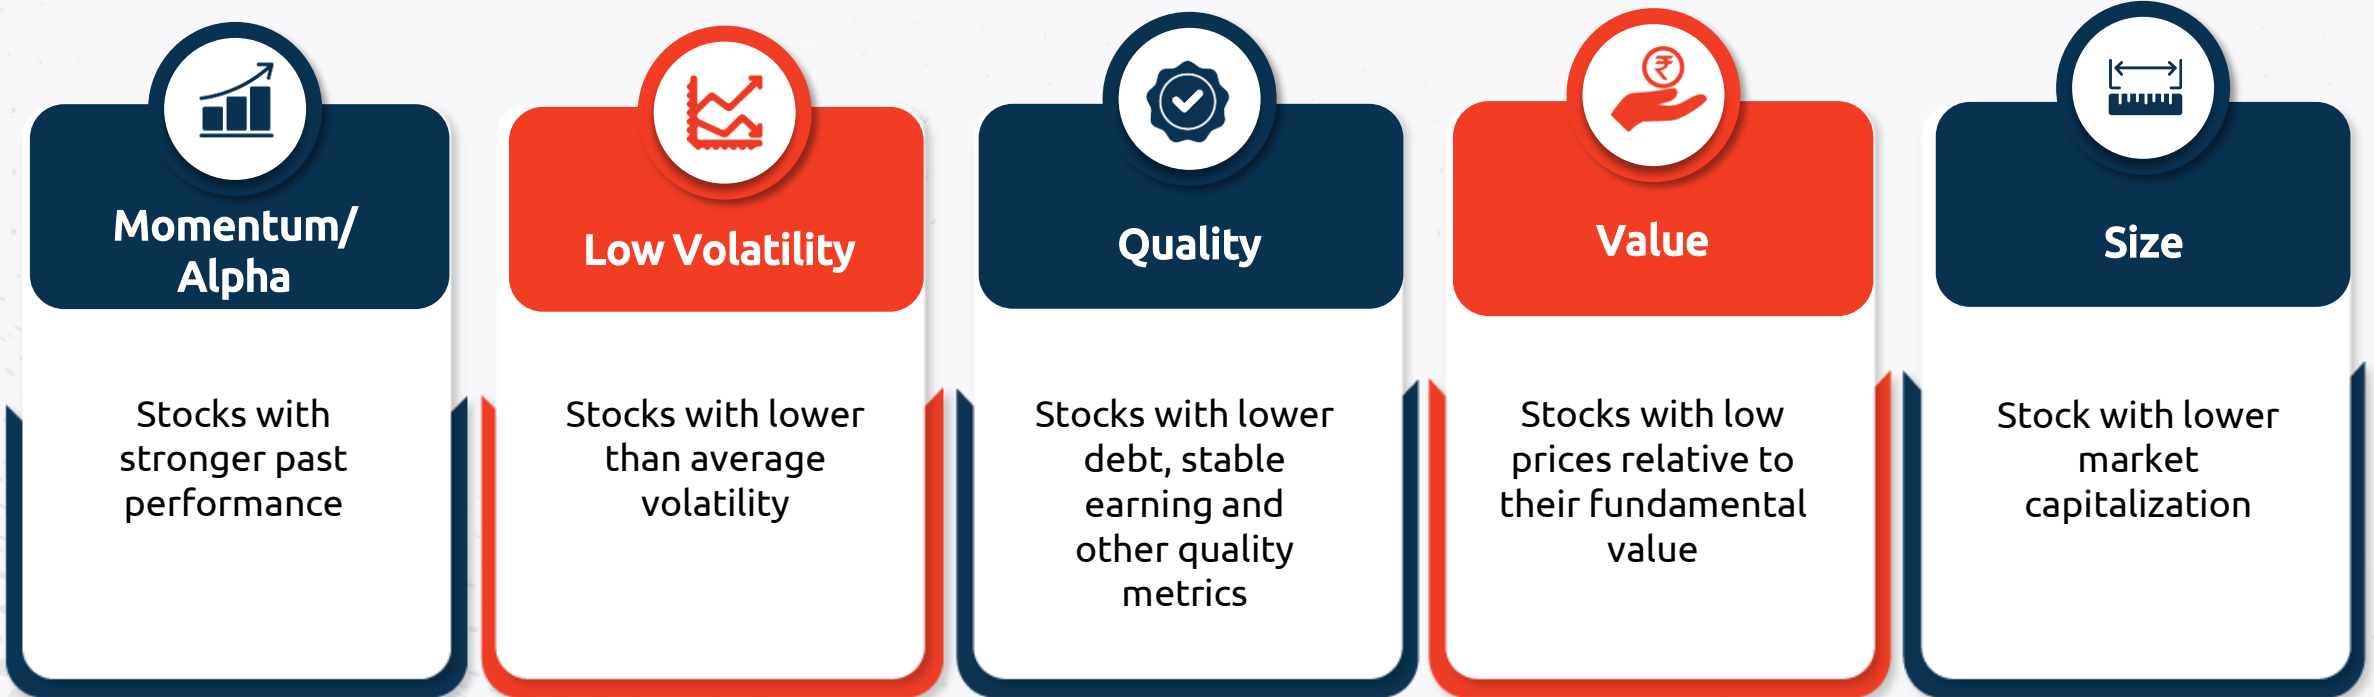 Momentum/
Alpha
Stocks with
stronger past
performance
Low Volatility
Stocks with lower
than average
volatility
Quality
Stocks with lower
debt, stable
earning and
other quality
metrics
₹
Value
Stocks with low
prices relative to
their fundamental
value
Size
Stock with lower
market
capitalization